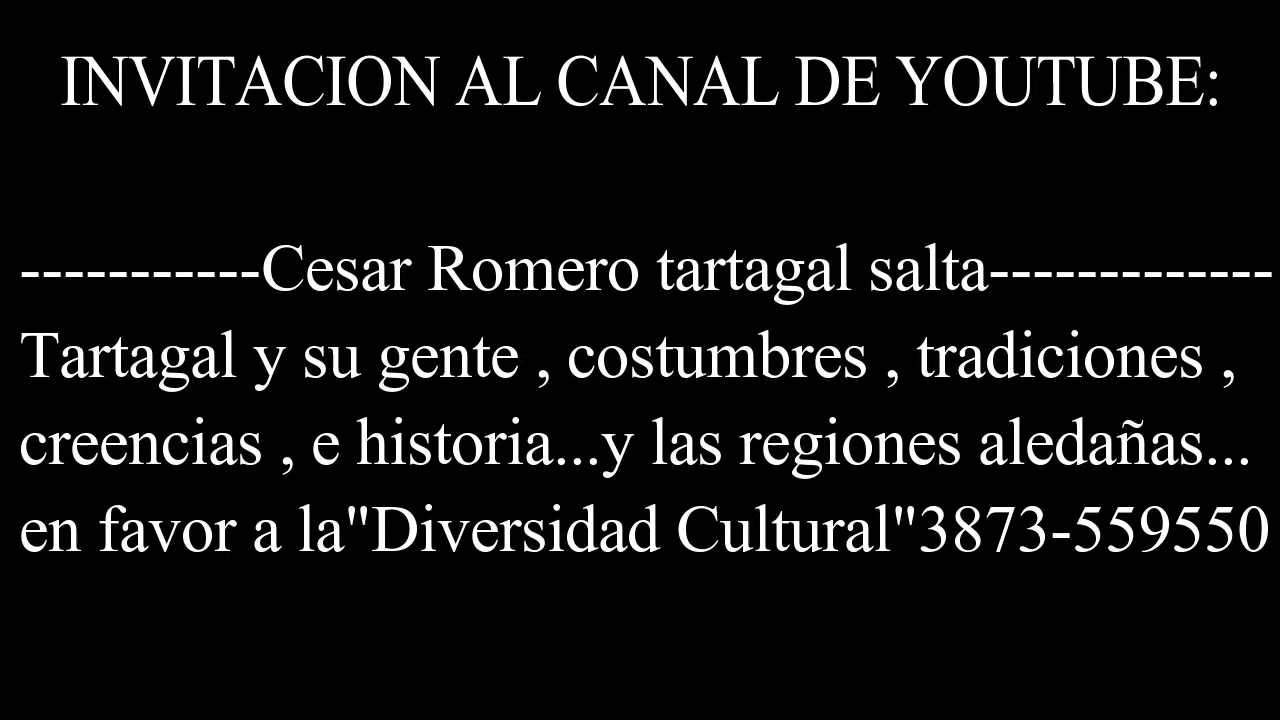 INVITACION AL CANAL DE YOUTUBE:
-----------Cesar Romero tartagal salta-------------
Tartagal y su gente , costumbres , tradiciones ,
creencias , e historia...y las regiones aledañas...
en favor a la"Diversidad Cultural"3873-559550